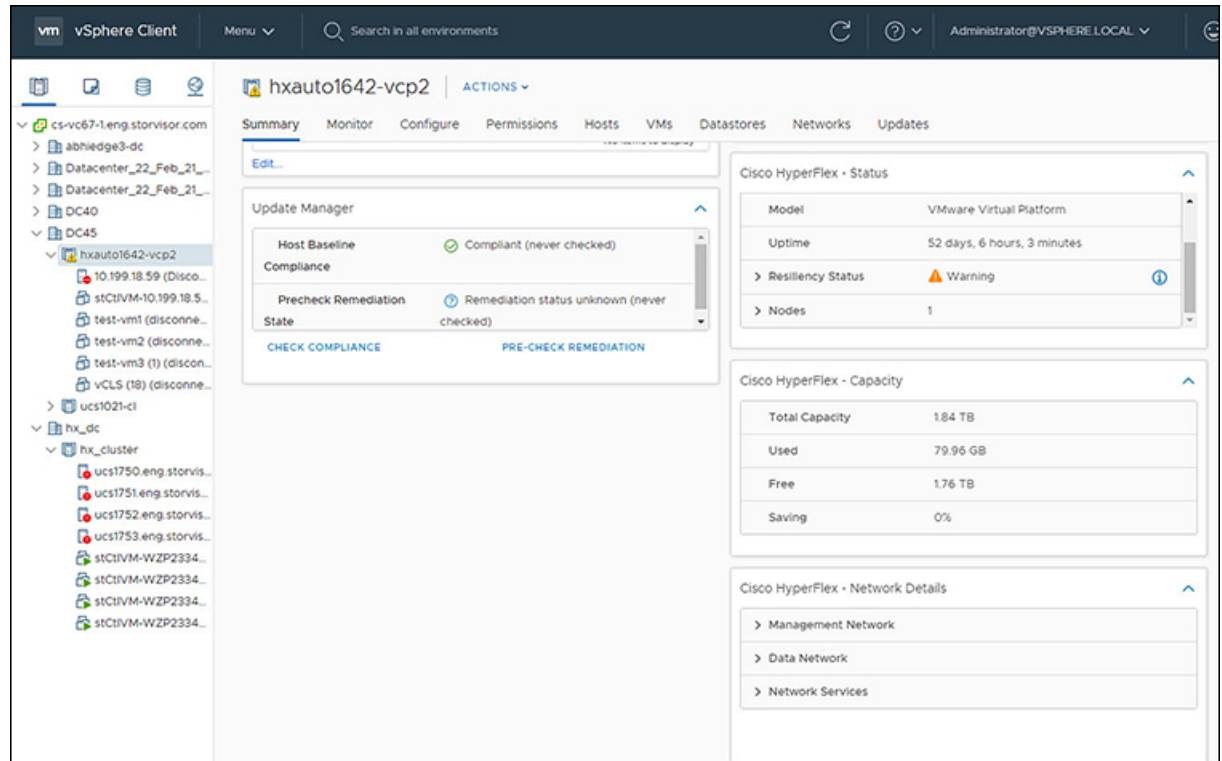 vm vSphere Client Menu Search in all environments Administrator@VSPHERE.LOCAL
cs-vc67-1.eng.storvisor.com
abhiedge3-dc
Datacenter_22_Feb_21_...
Datacenter_22_Feb_21_...
DC40
DC45
hxauto1642-vcp2
10.199.18.59 (Disco...
stCtlVM-10.199.18.5...
test-vm1 (disconne...
test-vm2 (disconne...
test-vm3 (1) (discon...
vCLS (18) (disconne...
ucs1021-cl
hx_dc
hx_cluster
ucs1750.eng.storvis...
ucs1751.eng.storvis...
ucs1752.eng.storvis...
ucs1753.eng.storvis...
stCtlVM-WZP2334...
stCtlVM-WZP2334...
stCtlVM-WZP2334...
stCtlVM-WZP2334...
hxauto1642-vcp2 ACTIONS
Summary Monitor Configure Permissions Hosts VMs Datastores Networks Updates
No items to display
Edit...
Update Manager
Host Baseline Compliance
Compliant (never checked)
Precheck Remediation State
Remediation status unknown (never checked)
CHECK COMPLIANCE PRE-CHECK REMEDIATION
Cisco HyperFlex - Status
Model VMware Virtual Platform
Uptime 52 days, 6 hours, 3 minutes
Resiliency Status Warning
Nodes 1
Cisco HyperFlex - Capacity
Total Capacity 1.84 TB
Used 79.96 GB
Free 1.76 TB
Saving 0%
Cisco HyperFlex - Network Details
Management Network
Data Network
Network Services